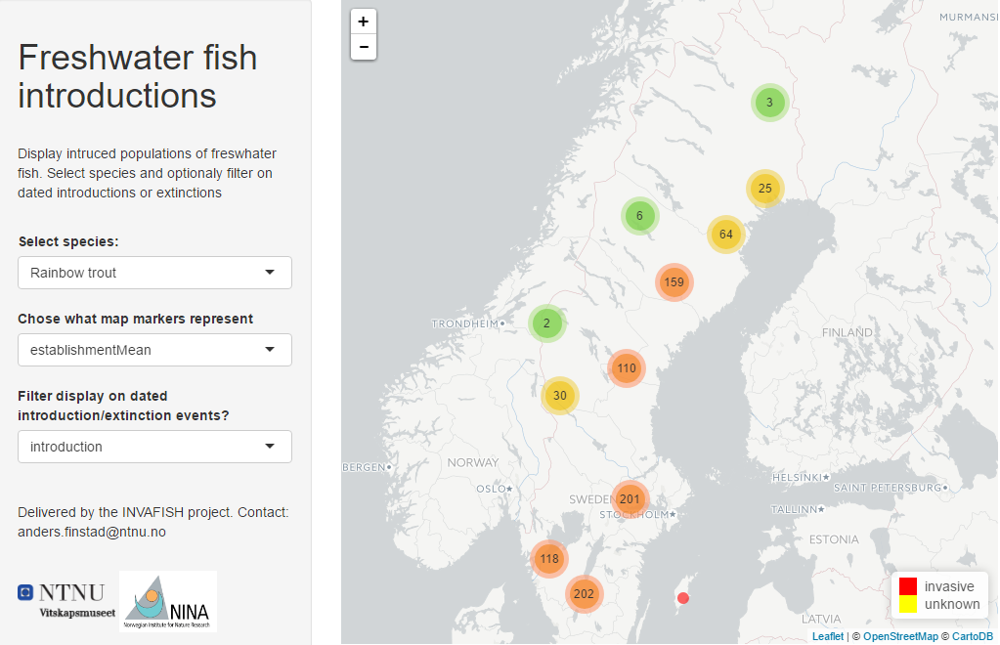 Freshwater fish
introductions
Display intruced populations of freswhater
fish. Select species and optionaly filter on
dated introductions or extinctions
Select species:
Rainbow trout
Chose what map markers represent
establishmentMean
Filter display on dated
introduction/extinction events?
introduction
Delivered by the INVAFISH project. Contact:
anders.finstad@ntnu.no
NTNU
Vitskapsmuseet
NINA
Norwegian Institute for Nature Research
+
−
MURMANS
3
25
6
64
159
TRONDHEIM
2
FINLAND
110
30
NORWAY
BERGEN
HELSINKI
SAINT PETERSBURG
OSLO
SWEDEN
201
STOCKHOLM
TALLINN
ESTONIA
118
202
invasive
unknown
LATVIA
Leaflet | © OpenStreetMap © CartoDB